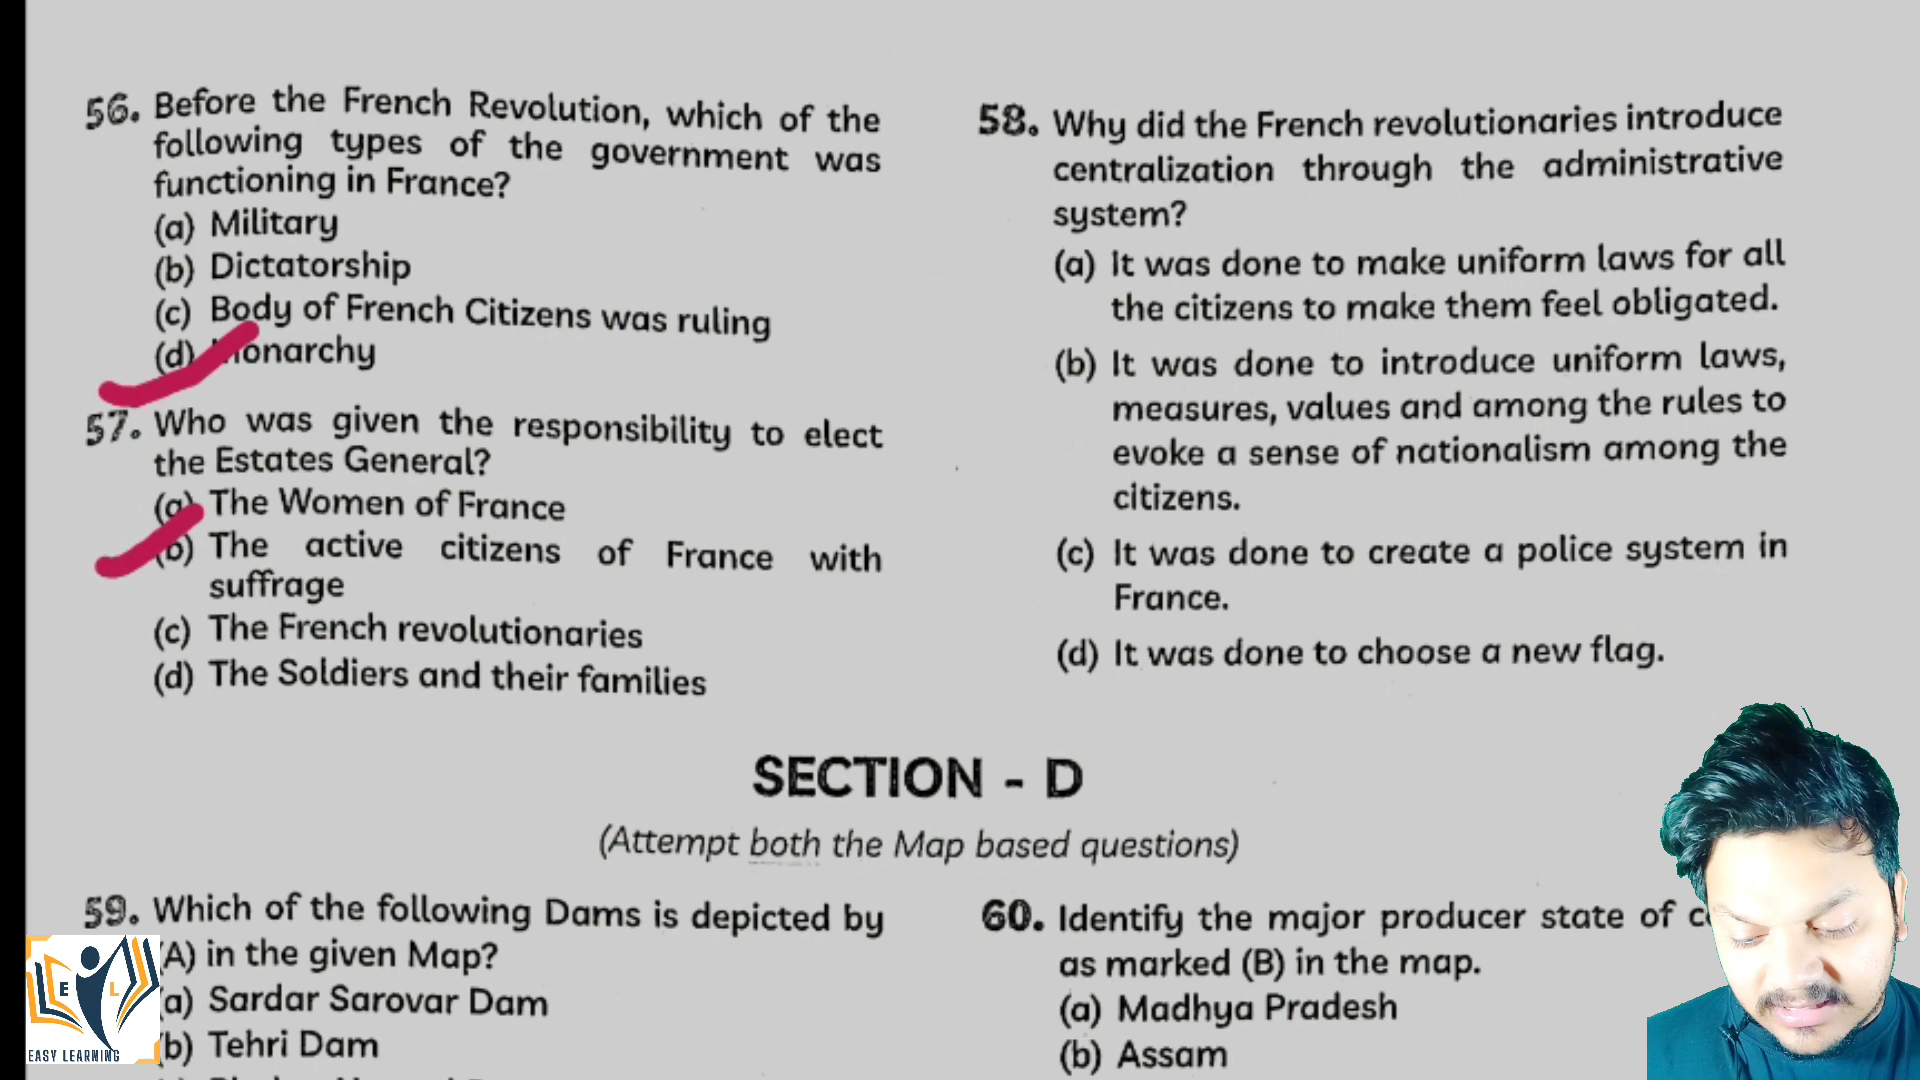 56. Before the French Revolution, which of the
following types of the government was
functioning in France?
(a) Military
(b) Dictatorship
(c) Body of French Citizens was ruling
(d) Monarchy
57. Who was given the responsibility to elect
the Estates General?
(a) The Women of France
(b) The active citizens of France with
suffrage
(c) The French revolutionaries
(d) The Soldiers and their families
58. Why did the French revolutionaries introduce
centralization through the administrative
system?
(a) It was done to make uniform laws for all
the citizens to make them feel obligated.
(b) It was done to introduce uniform laws,
measures, values and among the rules to
evoke a sense of nationalism among the
citizens.
(c) It was done to create a police system in
France.
(d) It was done to choose a new flag.
SECTION - D
(Attempt both the Map based questions)
59. Which of the following Dams is depicted by
(A) in the given Map?
(a) Sardar Sarovar Dam
(b) Tehri Dam
60. Identify the major producer state of
as marked (B) in the map.
(a) Madhya Pradesh
(b) Assam
E L
EASY LEARNING